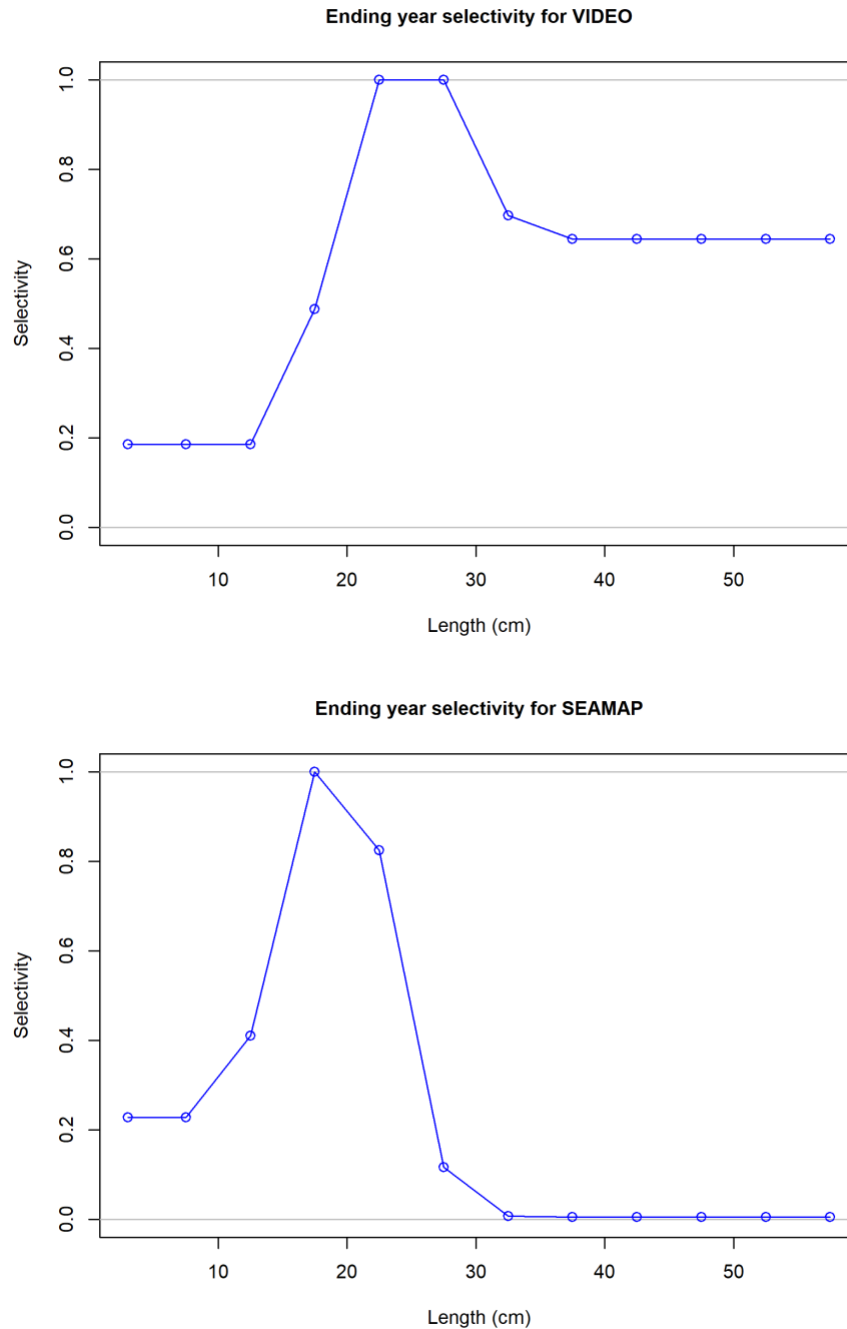 Ending year selectivity for VIDEO
1.0
0.8
0.6
0.4
0.2
0.0
Selectivity
10 20 30 40 50
Length (cm)
Ending year selectivity for SEAMAP
1.0
0.8
0.6
0.4
0.2
0.0
Selectivity
10 20 30 40 50
Length (cm)